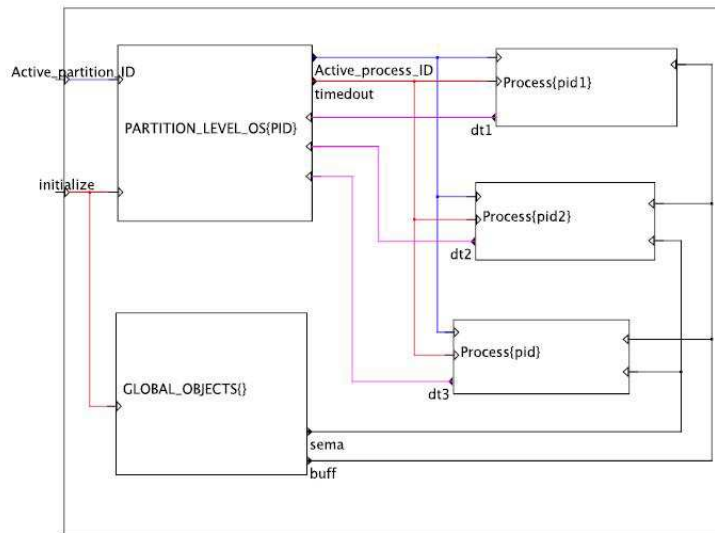 Active_partition_ID
Active_process_ID
timedout
Process{pid1}
PARTITION_LEVEL_OS{PID}
dt1
initialize
Process{pid2}
dt2
Process{pid}
GLOBAL_OBJECTS{}
dt3
sema
buff